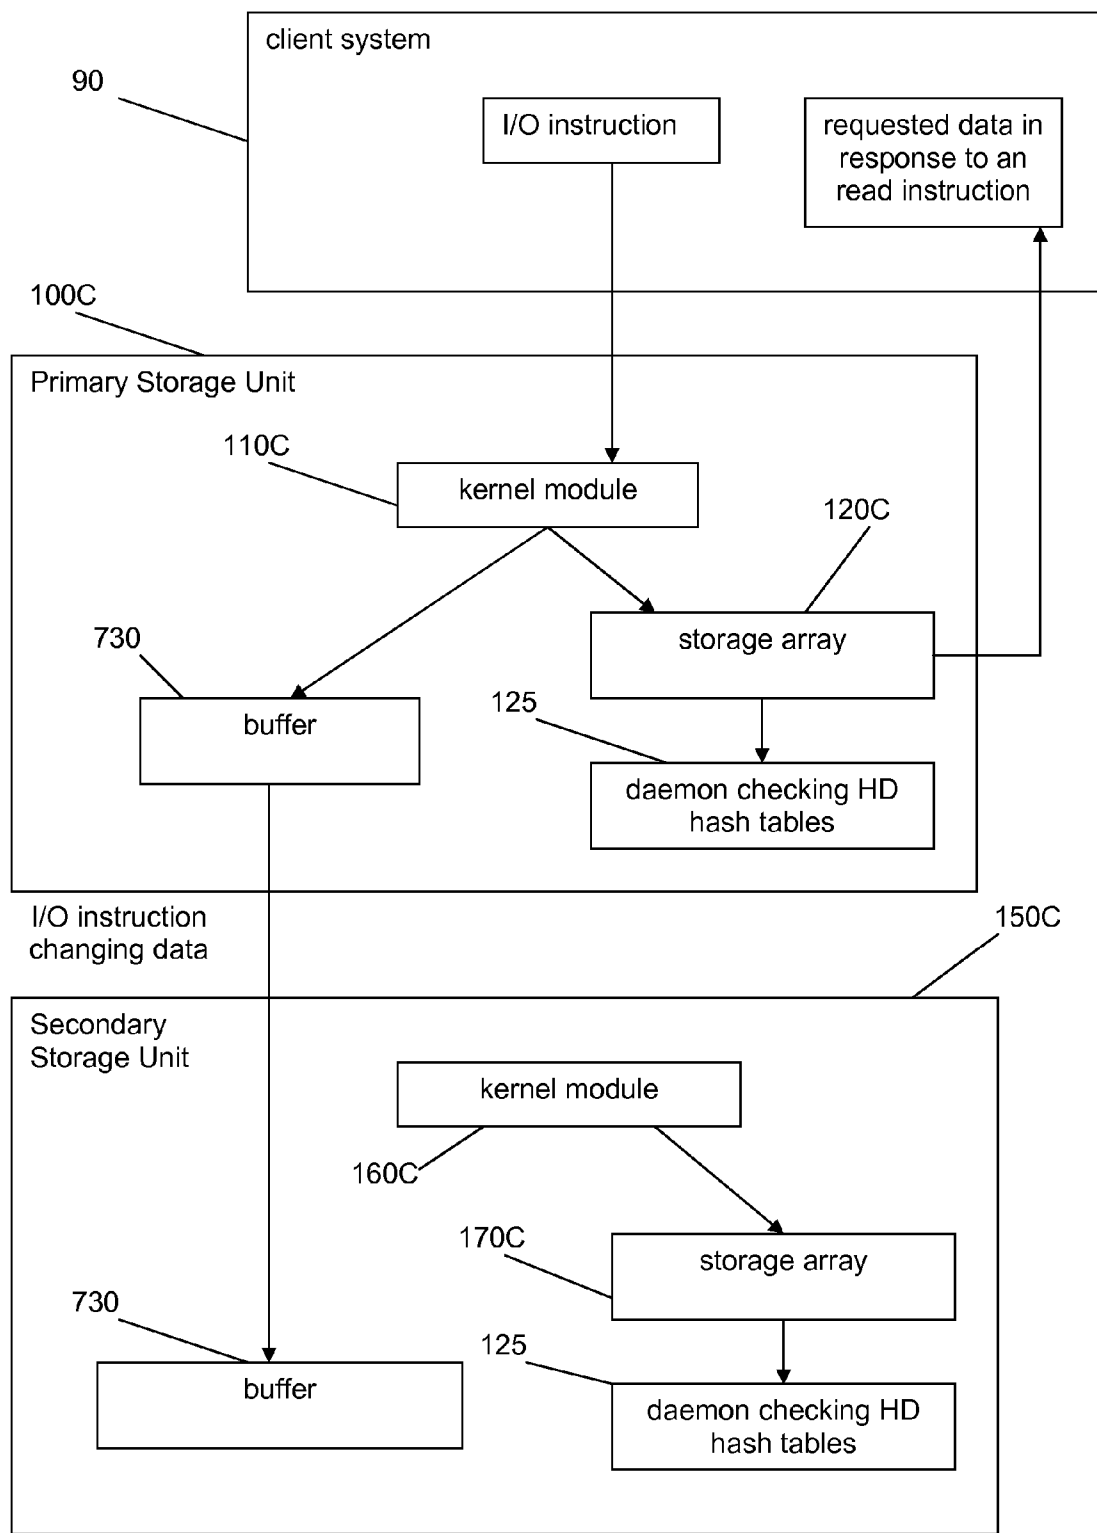 client system
90
I/O instruction
requested data in
response to an
read instruction
100C
Primary Storage Unit
110C
kernel module
120C
730
storage array
buffer
125
daemon checking HD
hash tables
I/O instruction
changing data
150C
Secondary
Storage Unit
kernel module
160C
170C
storage array
730
125
buffer
daemon checking HD
hash tables